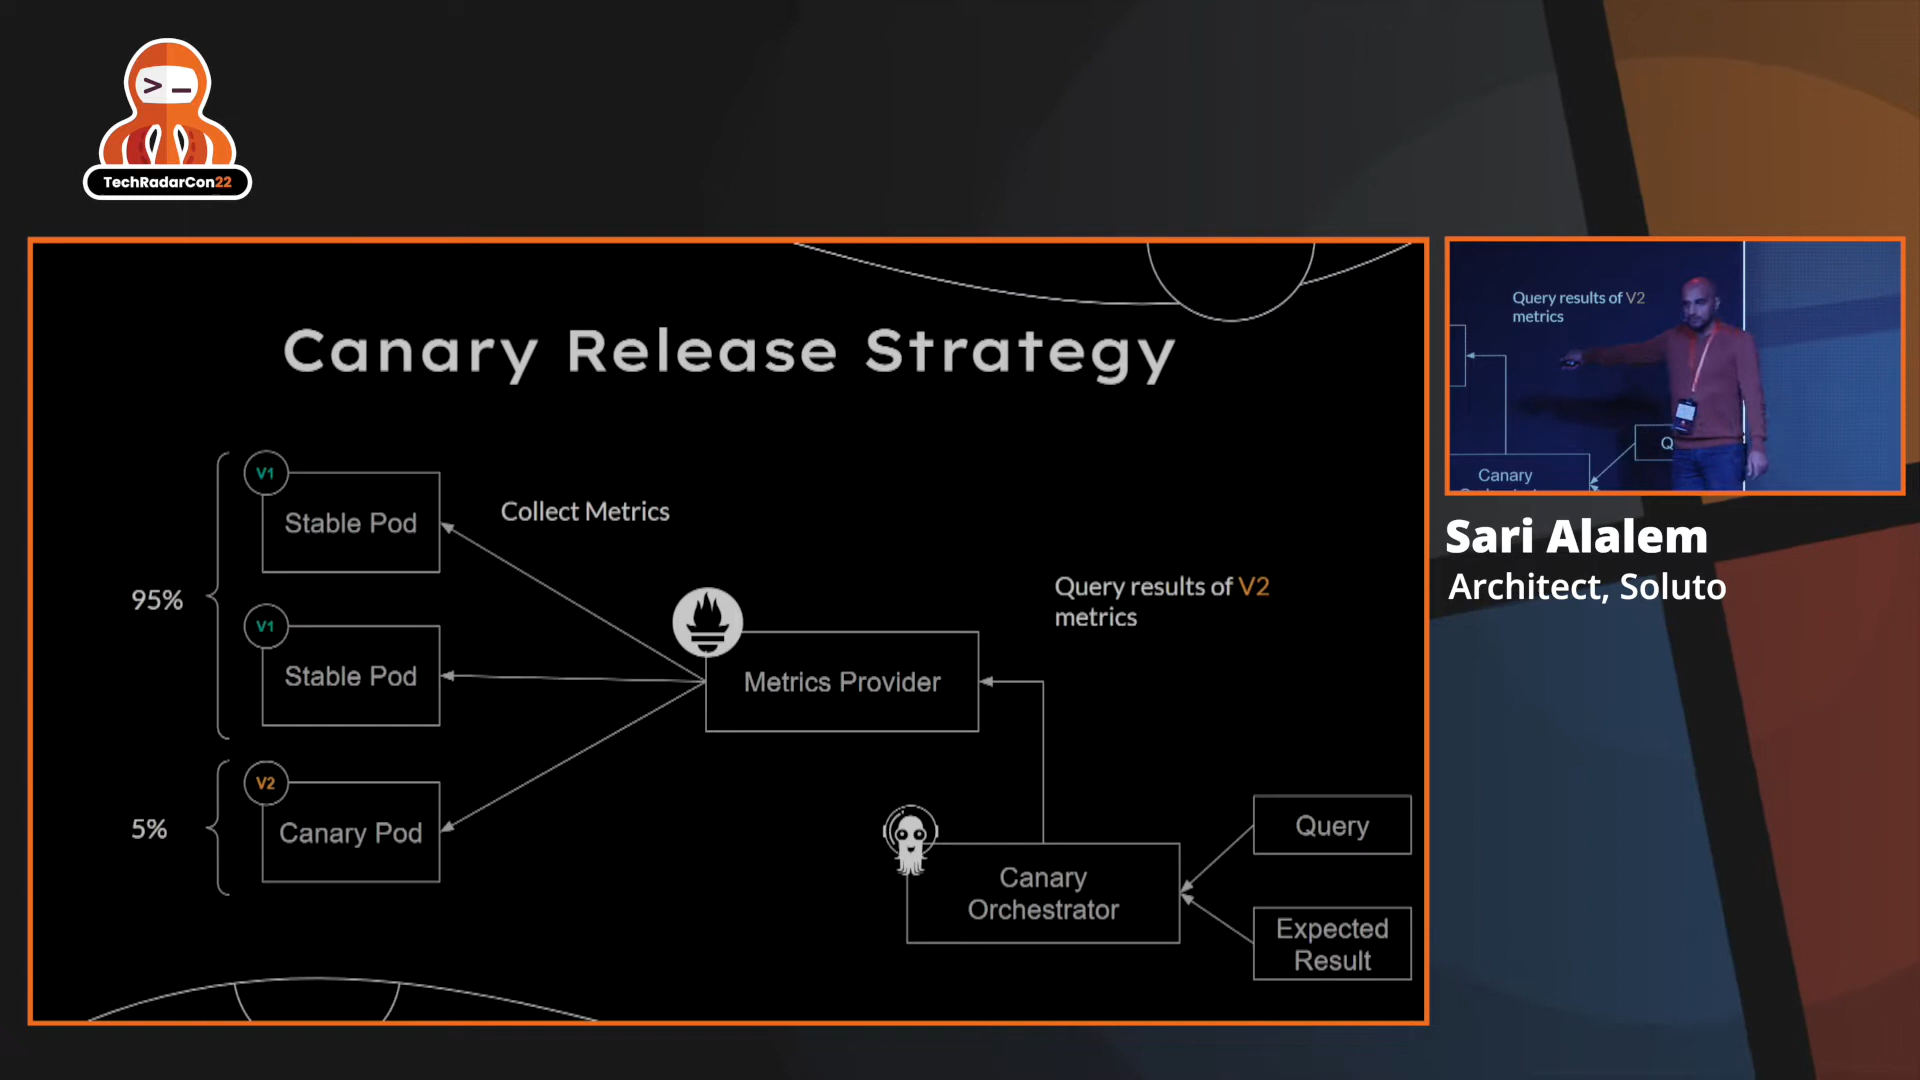 >_
TechRadarCon22
Canary Release Strategy
V1
Stable Pod
Collect Metrics
95%
V1
Stable Pod
Query results of V2
metrics
Metrics Provider
V2
Canary Pod
5%
Canary
Orchestrator
Query
Expected
Result
Query results of V2
metrics
Q
Canary
Sari Alalem
Architect, Soluto